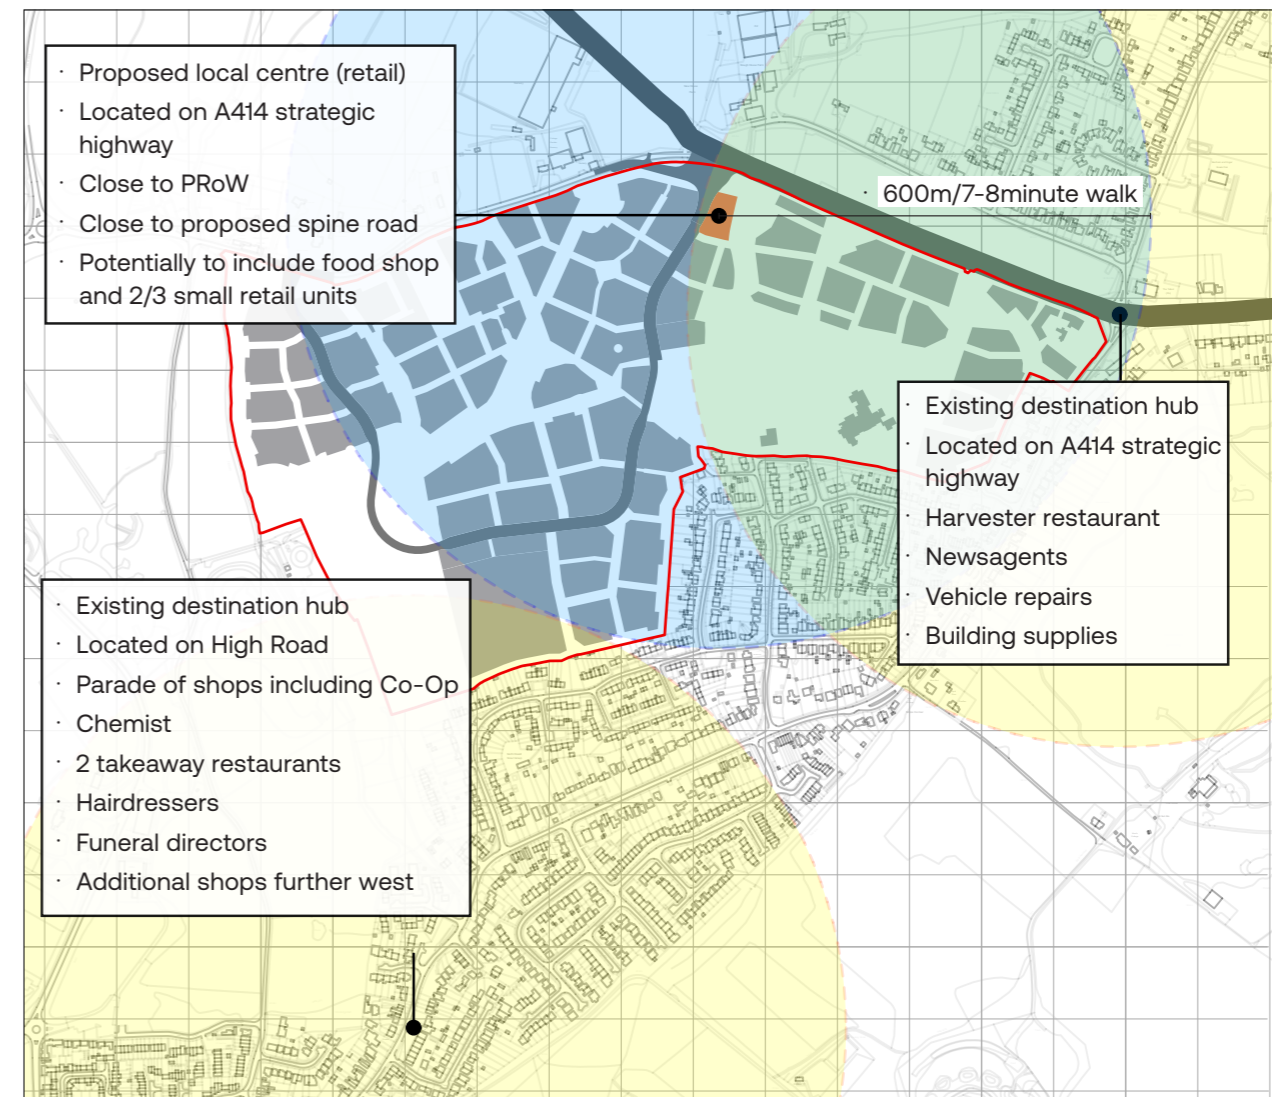 · Proposed local centre (retail)
· Located on A414 strategic
highway
· Close to PRoW
· Close to proposed spine road
· Potentially to include food shop
and 2/3 small retail units
· 600m/7-8minute walk
· Existing destination hub
· Located on A414 strategic
highway
· Harvester restaurant
· Newsagents
· Vehicle repairs
· Building supplies
· Existing destination hub
· Located on High Road
· Parade of shops including Co-Op
· Chemist
· 2 takeaway restaurants
· Hairdressers
· Funeral directors
· Additional shops further west